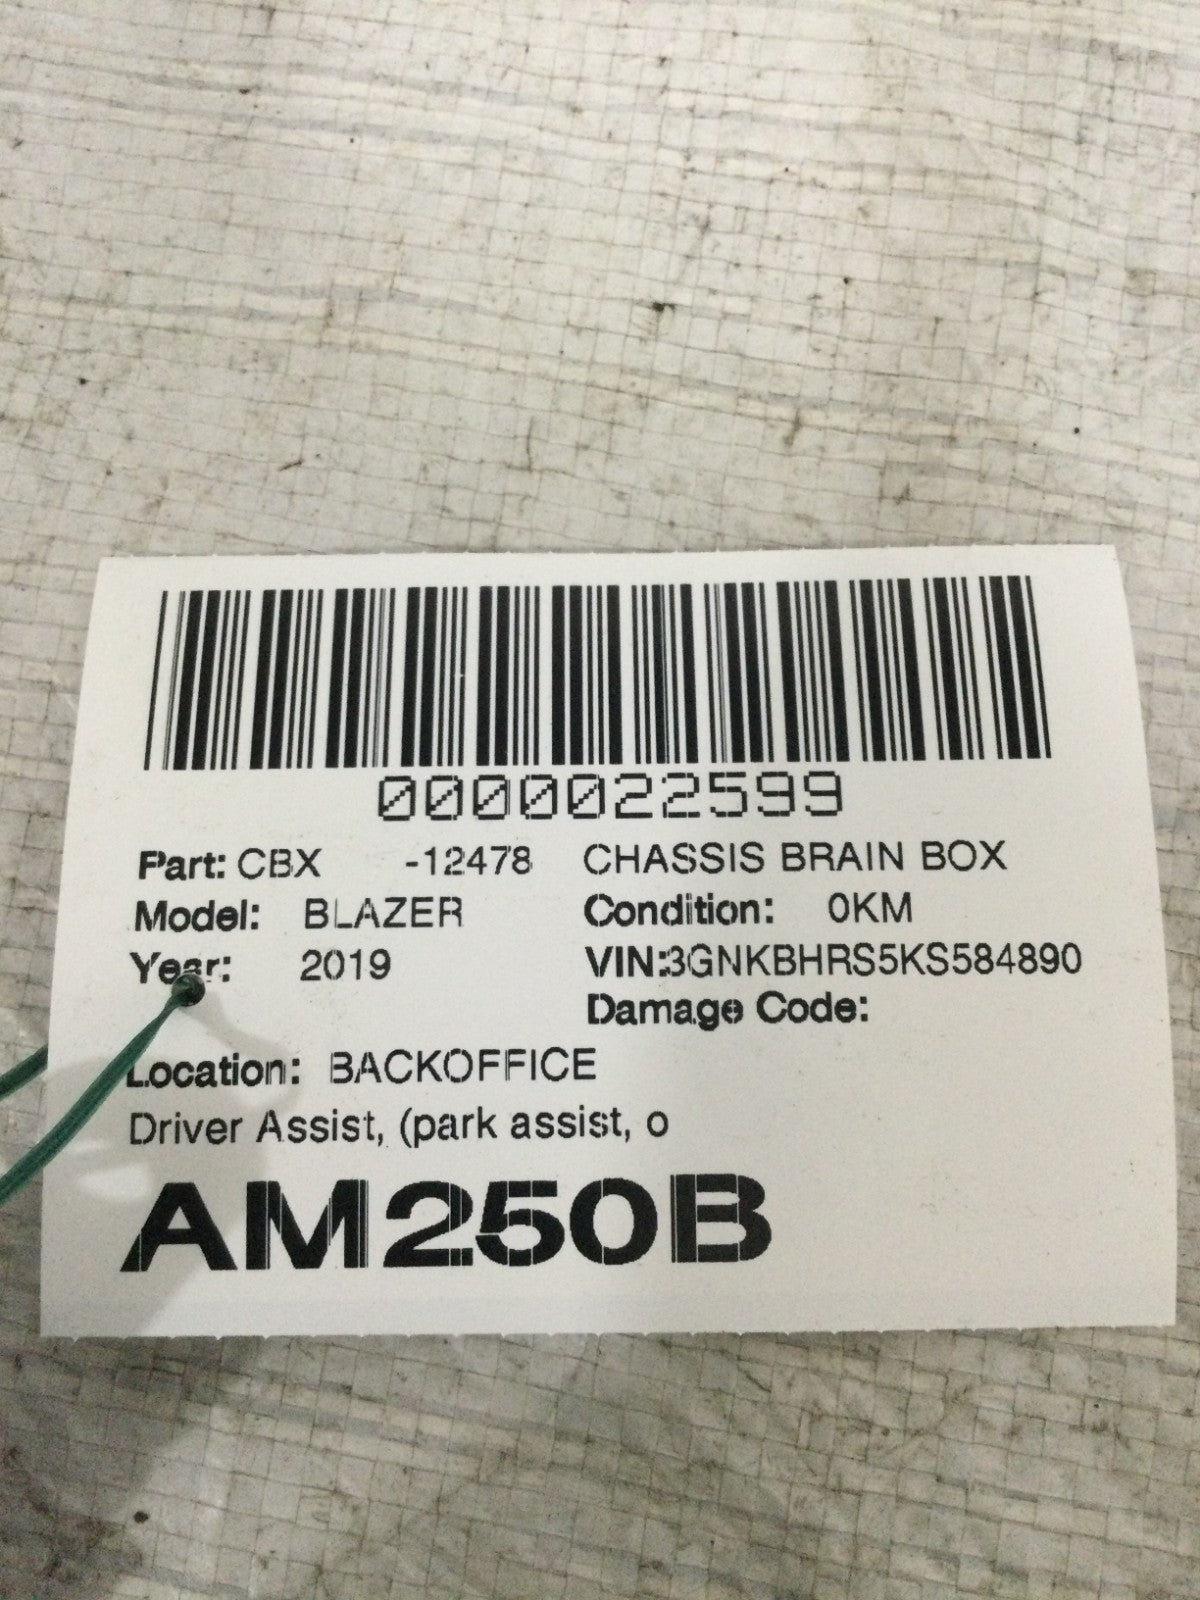 0000022599
Part: CBX -12478 CHASSIS BRAIN BOX
Model: BLAZER Condition: 0KM
Year: 2019 VIN:3GNKBHRS5KS584890
Damage Code:
Location: BACKOFFICE
Driver Assist, (park assist, o
AM250B